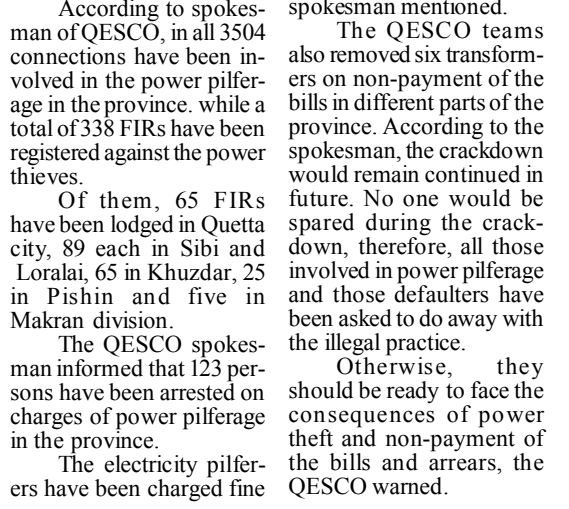 According to spokes-
man of QESCO, in all 3504
connections have been in-
volved in the power pilfer-
age in the province. while a
total of 338 FIRs have been
registered against the power
thieves.
Of them, 65 FIRs
have been lodged in Quetta
city, 89 each in Sibi and
Loralai, 65 in Khuzdar, 25
in Pishin and five in
Makran division.
The QESCO spokes-
man informed that 123 per-
sons have been arrested on
charges of power pilferage
in the province.
The electricity pilfer-
ers have been charged fine
spokesman mentioned.
The QESCO teams
also removed six transform-
ers on non-payment of the
bills in different parts of the
province. According to the
spokesman, the crackdown
would remain continued in
future. No one would be
spared during the crack-
down, therefore, all those
involved in power pilferage
and those defaulters have
been asked to do away with
the illegal practice.
Otherwise, they
should be ready to face the
consequences of power
theft and non-payment of
the bills and arrears, the
QESCO warned.